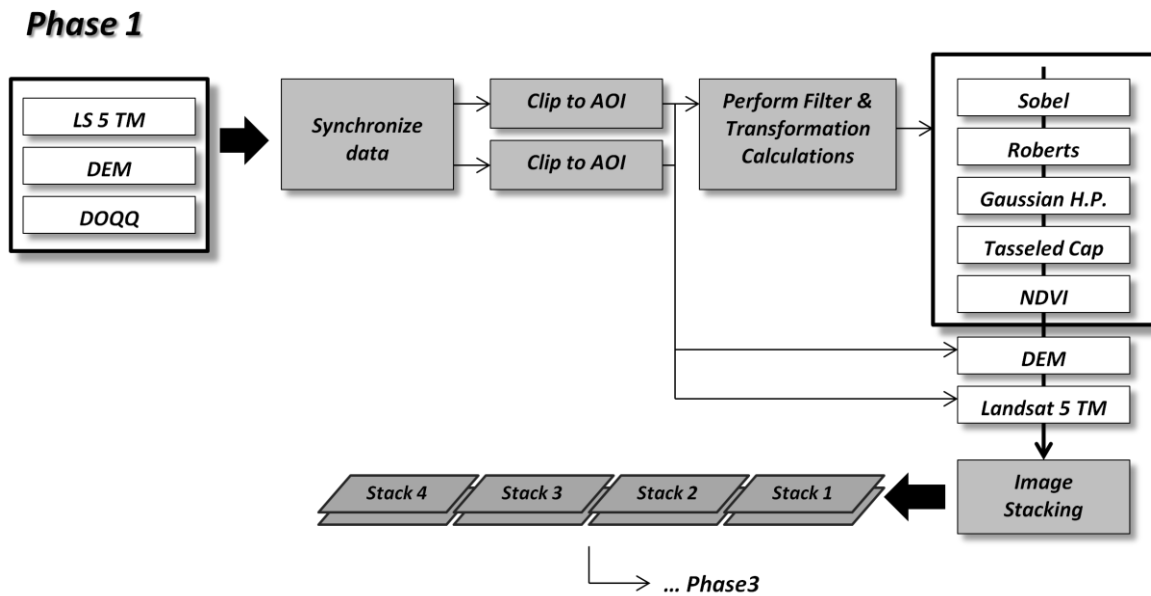 Phase 1
LS 5 TM
DEM
DOQQ
Synchronize
data
Clip to AOI
Clip to AOI
Perform Filter &
Transformation
Calculations
Sobel
Roberts
Gaussian H.P.
Tasseled Cap
NDVI
DEM
Landsat 5 TM
Image
Stacking
Stack 4
Stack 3
Stack 2
Stack 1
... Phase3